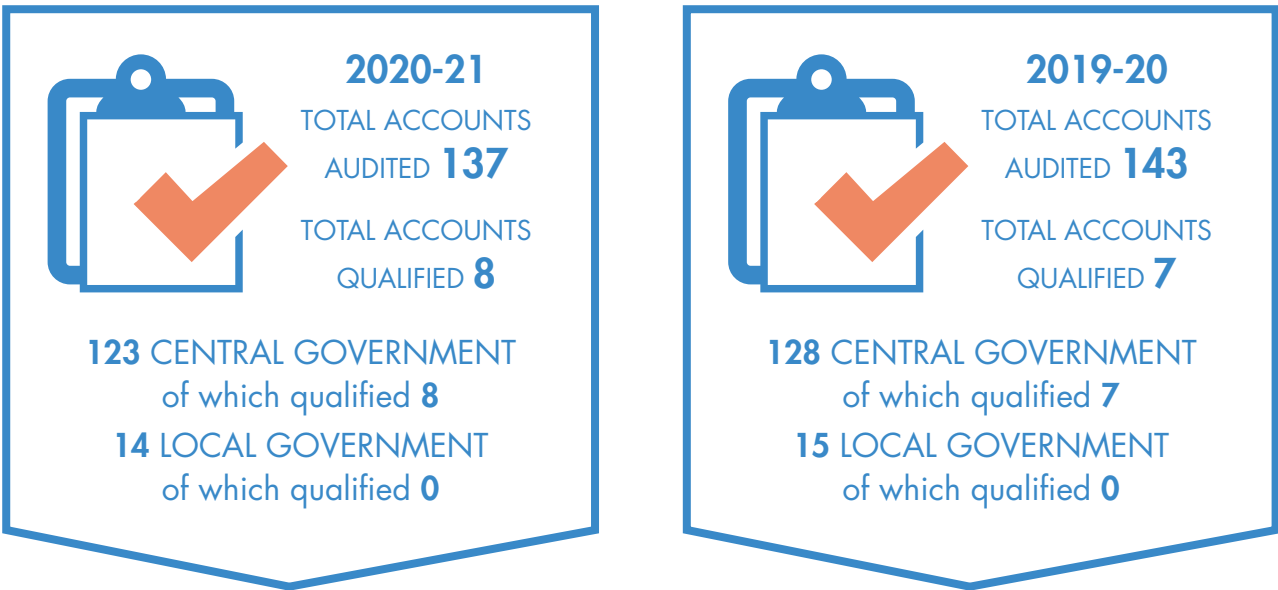 2020-21
TOTAL ACCOUNTS
AUDITED 137
TOTAL ACCOUNTS
QUALIFIED 8
123 CENTRAL GOVERNMENT
of which qualified 8
14 LOCAL GOVERNMENT
of which qualified 0
2019-20
TOTAL ACCOUNTS
AUDITED 143
TOTAL ACCOUNTS
QUALIFIED 7
128 CENTRAL GOVERNMENT
of which qualified 7
15 LOCAL GOVERNMENT
of which qualified 0